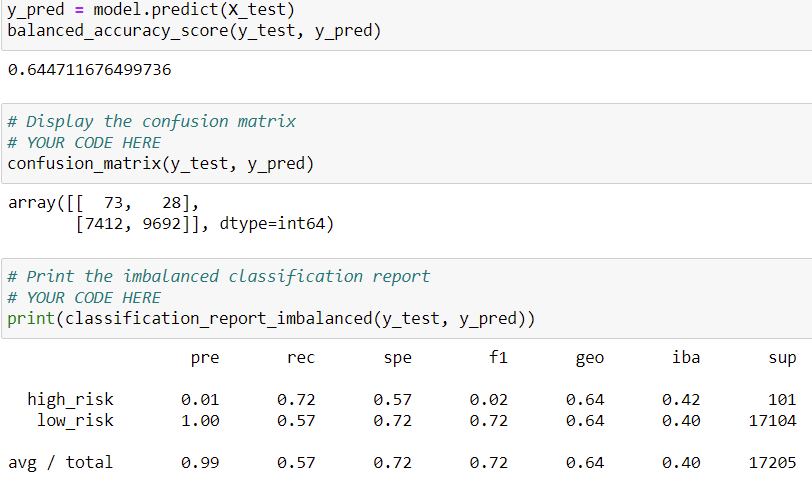 y_pred = model.predict(X_test)
balanced_accuracy_score(y_test, y_pred)
0.644711676499736
# Display the confusion matrix
# YOUR CODE HERE
confusion_matrix(y_test, y_pred)
array([[  73,   28],
       [7412, 9692]], dtype=int64)
# Print the imbalanced classification report
# YOUR CODE HERE
print(classification_report_imbalanced(y_test, y_pred))
                   pre       rec       spe        f1       geo       iba       sup
  high_risk       0.01      0.72      0.57      0.02      0.64      0.42       101
   low_risk       1.00      0.57      0.72      0.72      0.64      0.40     17104
avg / total       0.99      0.57      0.72      0.72      0.64      0.40     17205